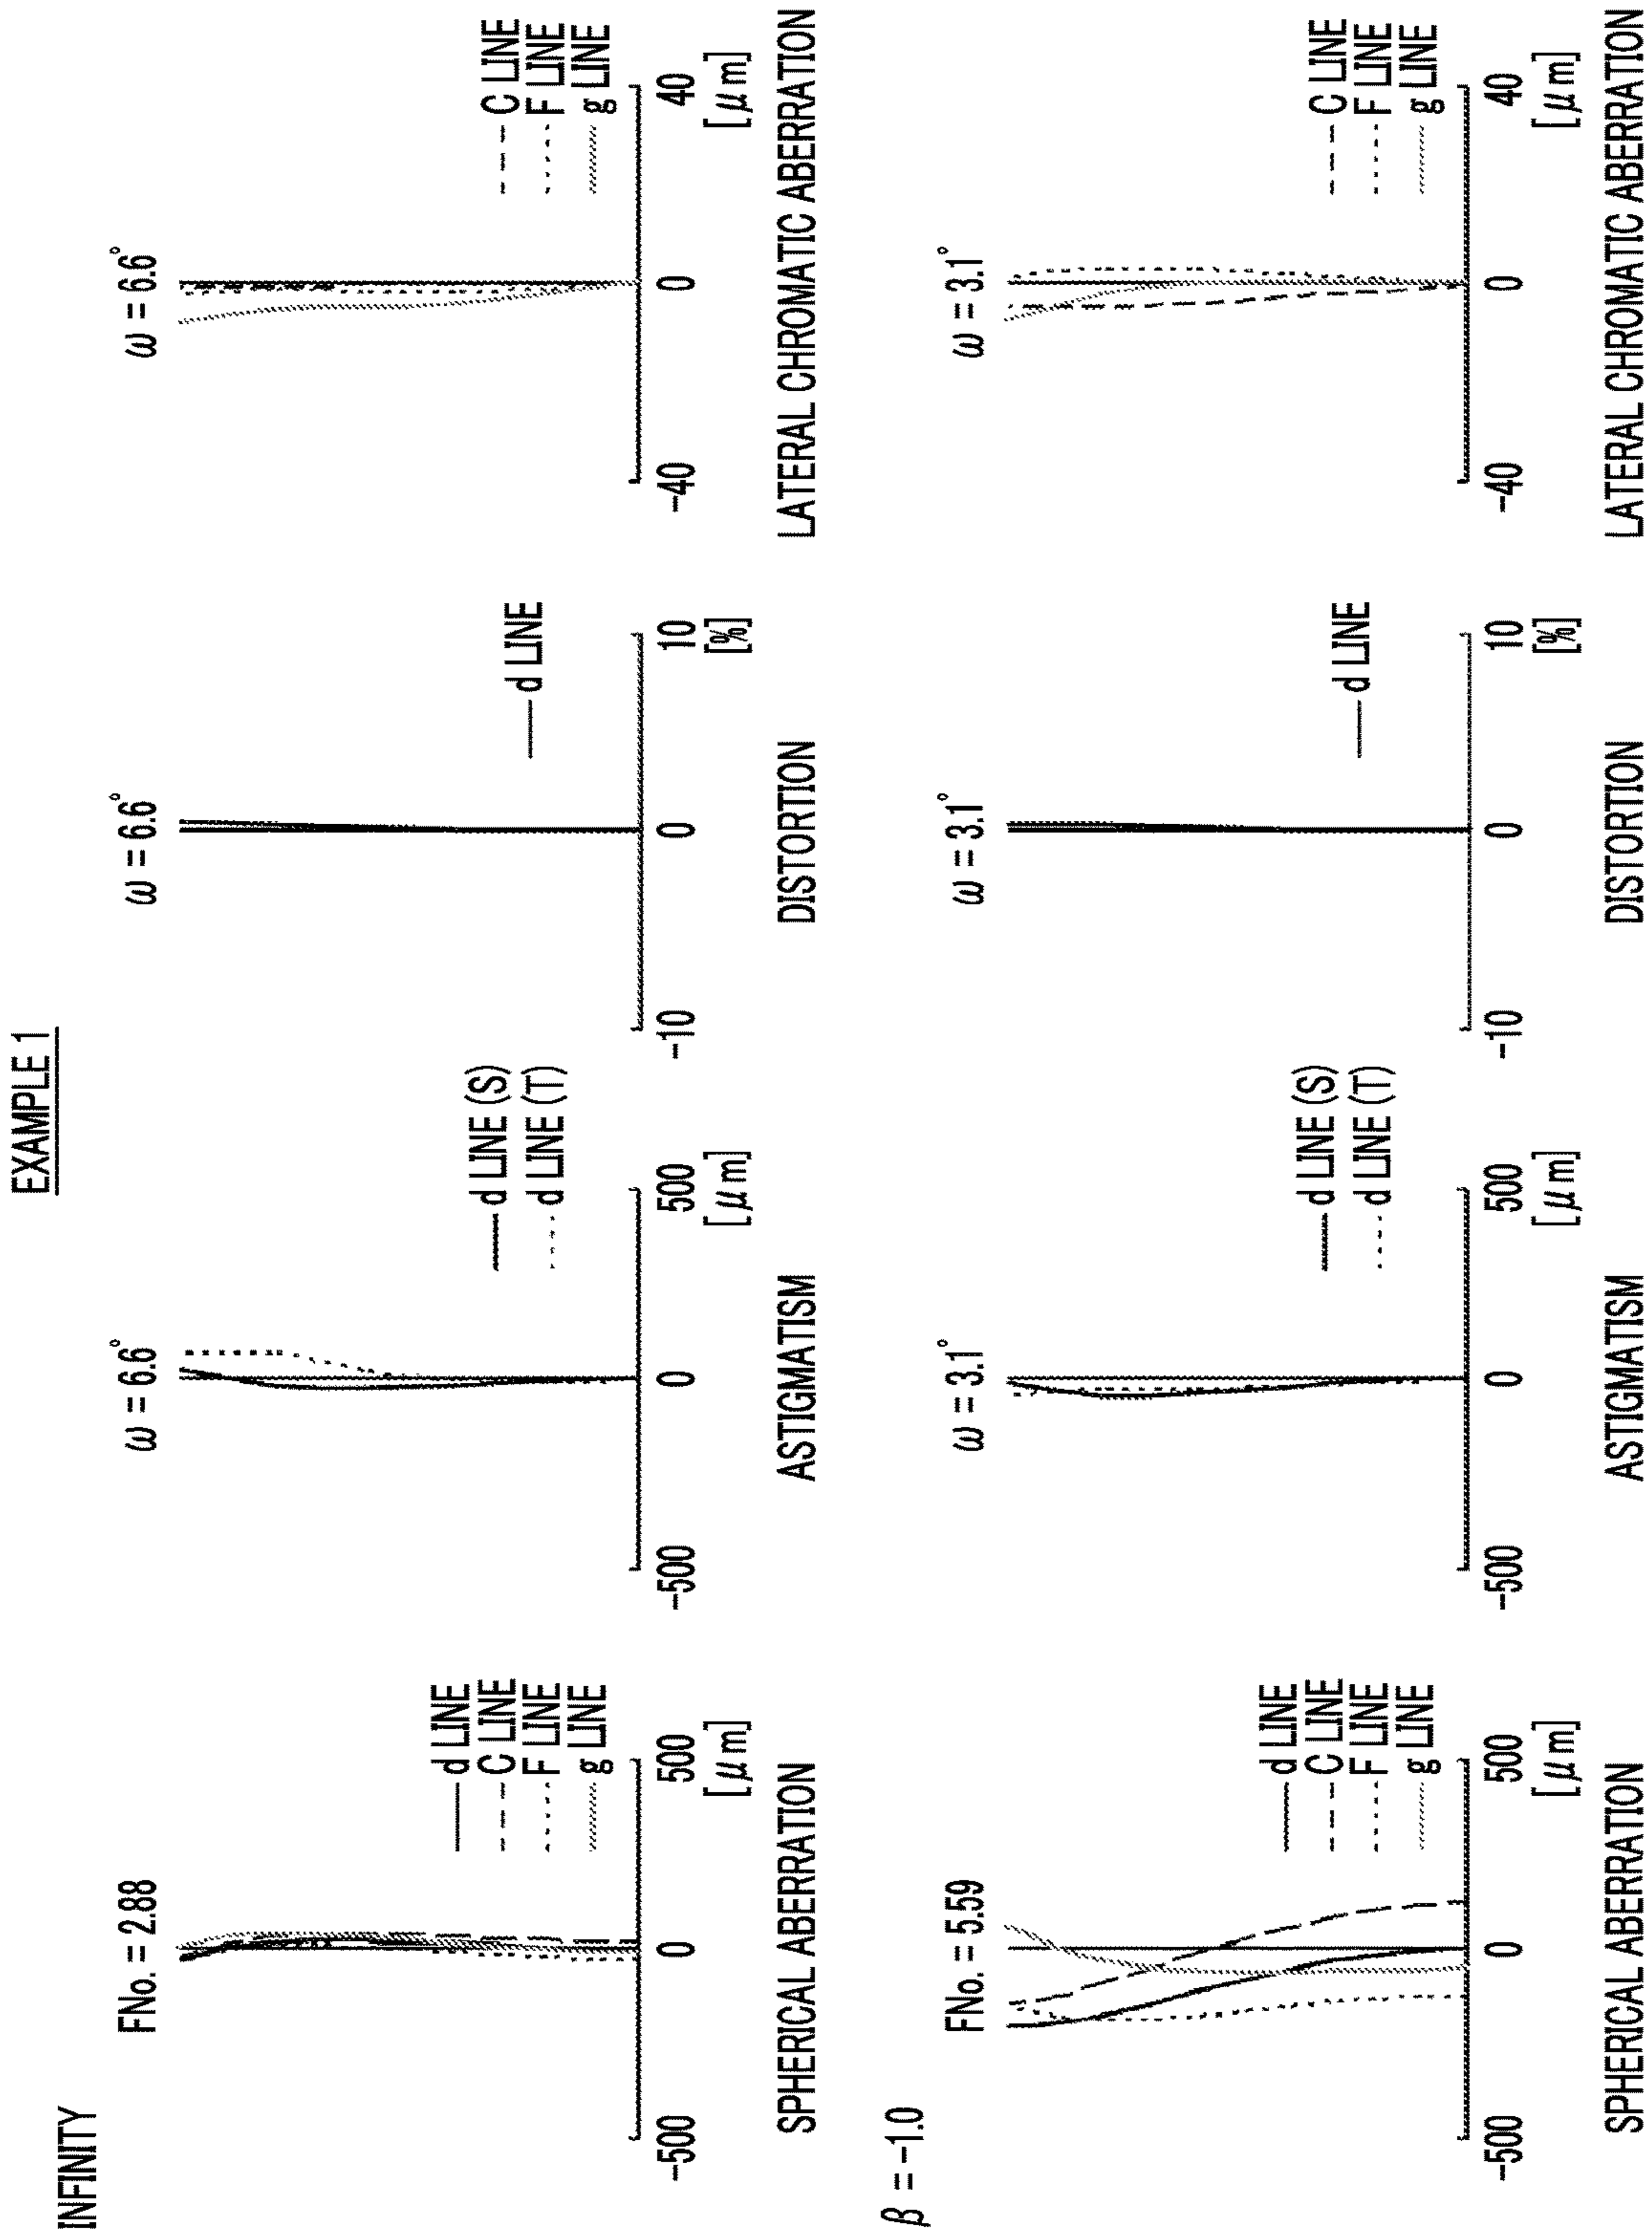 EXAMPLE 1
INFINITY
FNo. = 2.88
d LINE
C LINE
F LINE
g LINE
-500
0
500
[μm]
SPHERICAL ABERRATION
ω = 6.6°
d LINE (S)
d LINE (T)
-500
0
500
[μm]
ASTIGMATISM
ω = 6.6°
d LINE
-10
0
10
[%]
DISTORTION
ω = 6.6°
C LINE
F LINE
g LINE
-40
0
40
[μm]
LATERAL CHROMATIC ABERRATION
β = -1.0
FNo. = 5.59
d LINE
C LINE
F LINE
g LINE
-500
0
500
[μm]
SPHERICAL ABERRATION
ω = 3.1°
d LINE (S)
d LINE (T)
-500
0
500
[μm]
ASTIGMATISM
ω = 3.1°
d LINE
-10
0
10
[%]
DISTORTION
ω = 3.1°
C LINE
F LINE
g LINE
-40
0
40
[μm]
LATERAL CHROMATIC ABERRATION